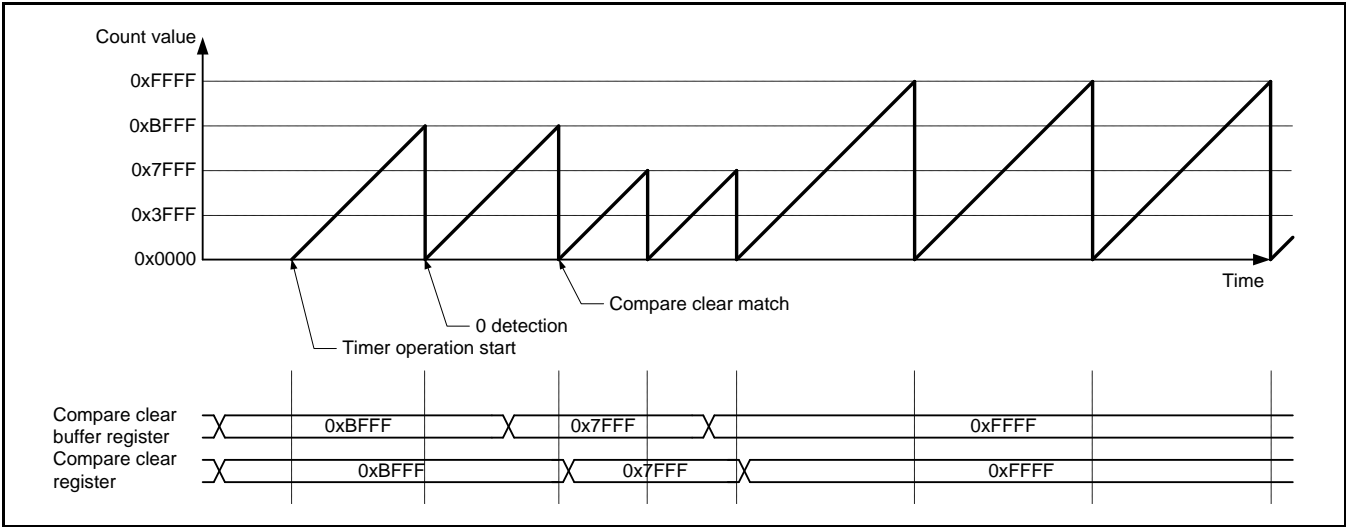 Count value
0xFFFF
0xBFFF
0x7FFF
0x3FFF
0x0000
Time
Compare clear match
0 detection
Timer operation start
Compare clear
buffer register
0xBFFF
0x7FFF
0xFFFF
Compare clear
register
0xBFFF
0x7FFF
0xFFFF